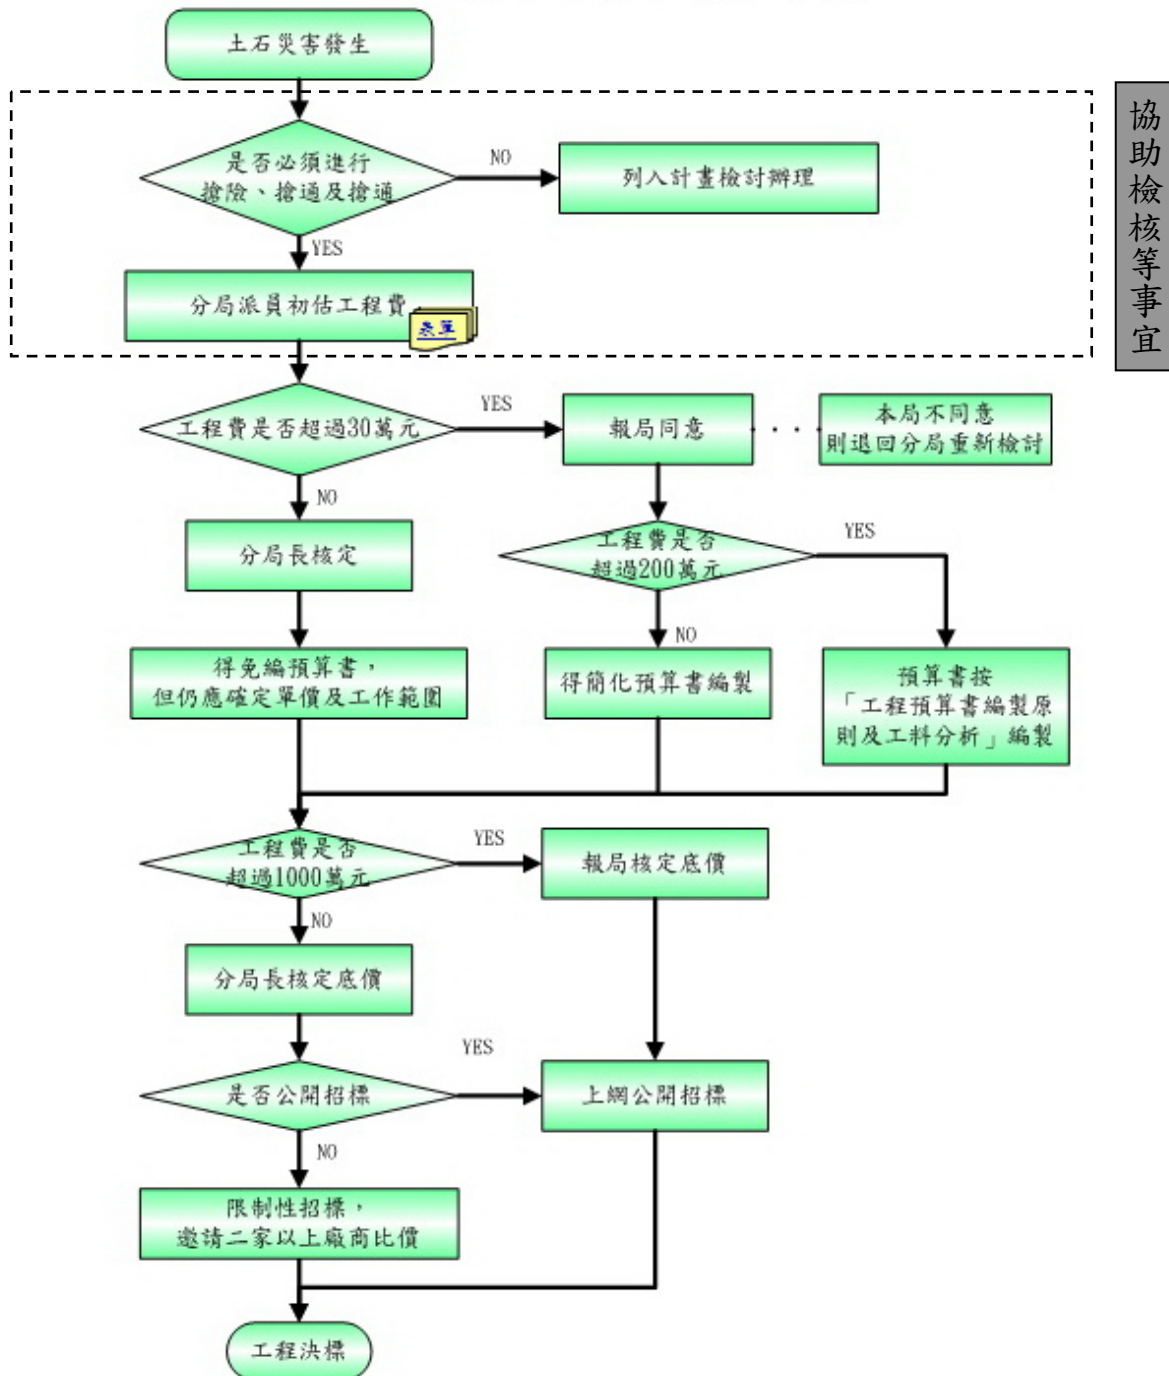 土石災害發生
是否必須進行
搶險、搶通及搶通
NO
列入計畫檢討辦理
YES
分局派員初估工程費
表單
協助檢核等事宜
工程費是否超過30萬元
YES
報局同意
· · ·
本局不同意
則退回分局重新檢討
NO
分局長核定
工程費是否
超過200萬元
YES
NO
得免編預算書，
但仍應確定單價及工作範圍
得簡化預算書編製
預算書按
「工程預算書編製原
則及工料分析」編製
工程費是否
超過1000萬元
YES
報局核定底價
NO
分局長核定底價
是否公開招標
YES
上網公開招標
NO
限制性招標，
邀請二家以上廠商比價
工程決標